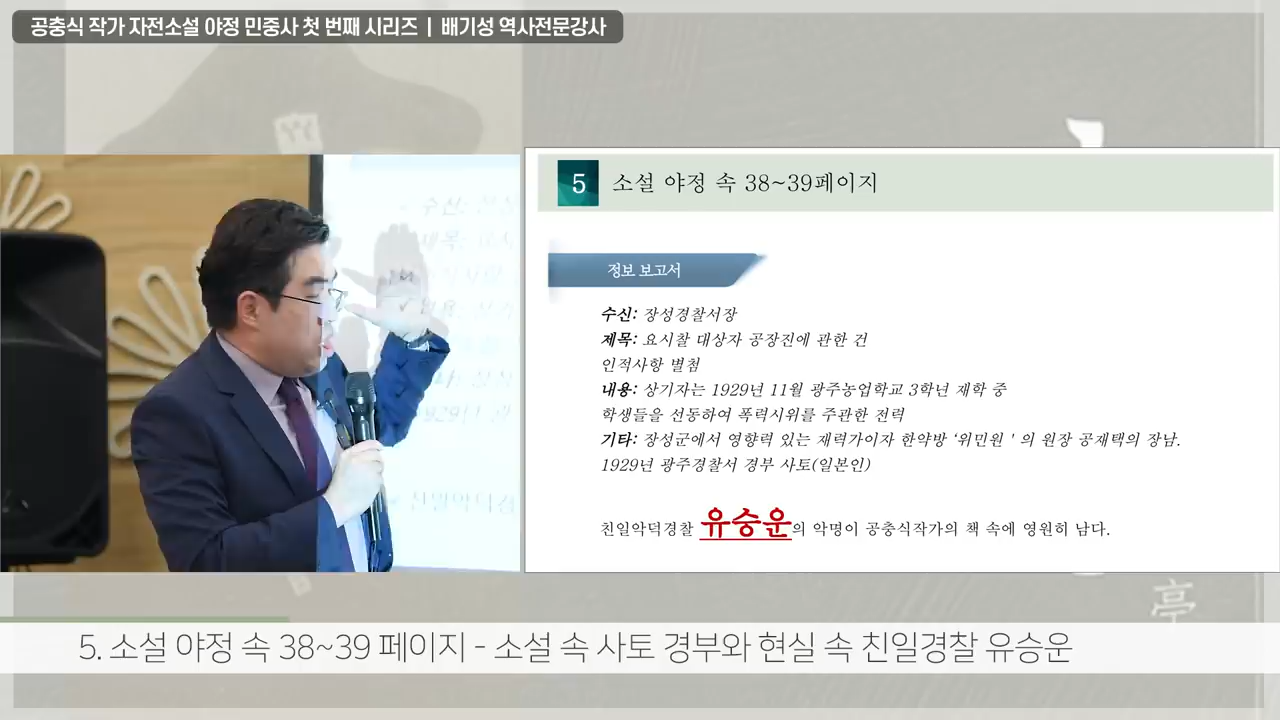 공충식 작가 자전소설 야정 민중사 첫 번째 시리즈 | 배기성 역사전문강사
5 소설 야정 속 38~39페이지
정보 보고서
수신: 장성경찰서장
제목: 요시찰 대상자 공장진에 관한 건
인적사항 별첨
내용: 상기자는 1929년 11월 광주농업학교 3학년 재학 중
학생들을 선동하여 폭력시위를 주관한 전력
기타: 장성군에서 영향력 있는 재력가이자 한약방 ‘위민원 ' 의 원장 공재택의 장남.
1929년 광주경찰서 경부 사토(일본인)
친일악덕경찰 유승운의 악명이 공충식작가의 책 속에 영원히 남다.
수신:
제목:
亭
5. 소설 야정 속 38~39 페이지 - 소설 속 사토 경부와 현실 속 친일경찰 유승운